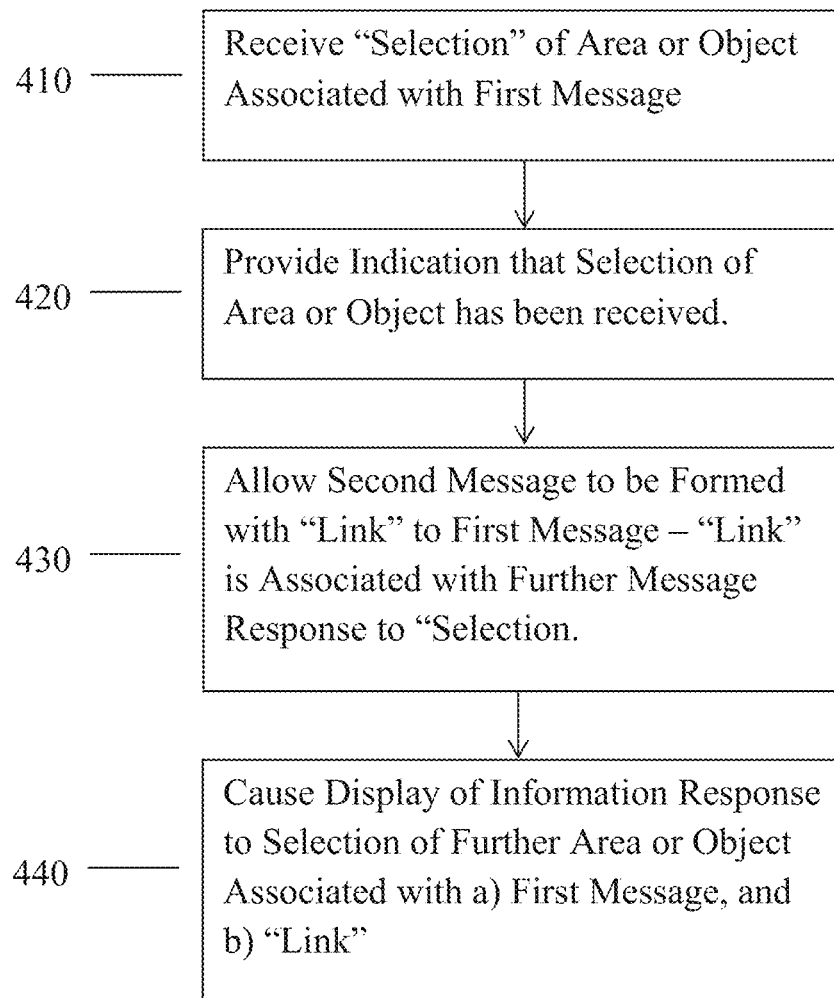 410
Receive “Selection” of Area or Object
Associated with First Message
420
Provide Indication that Selection of
Area or Object has been received.
430
Allow Second Message to be Formed
with “Link” to First Message – “Link”
is Associated with Further Message
Response to “Selection.
440
Cause Display of Information Response
to Selection of Further Area or Object
Associated with a) First Message, and
b) “Link”